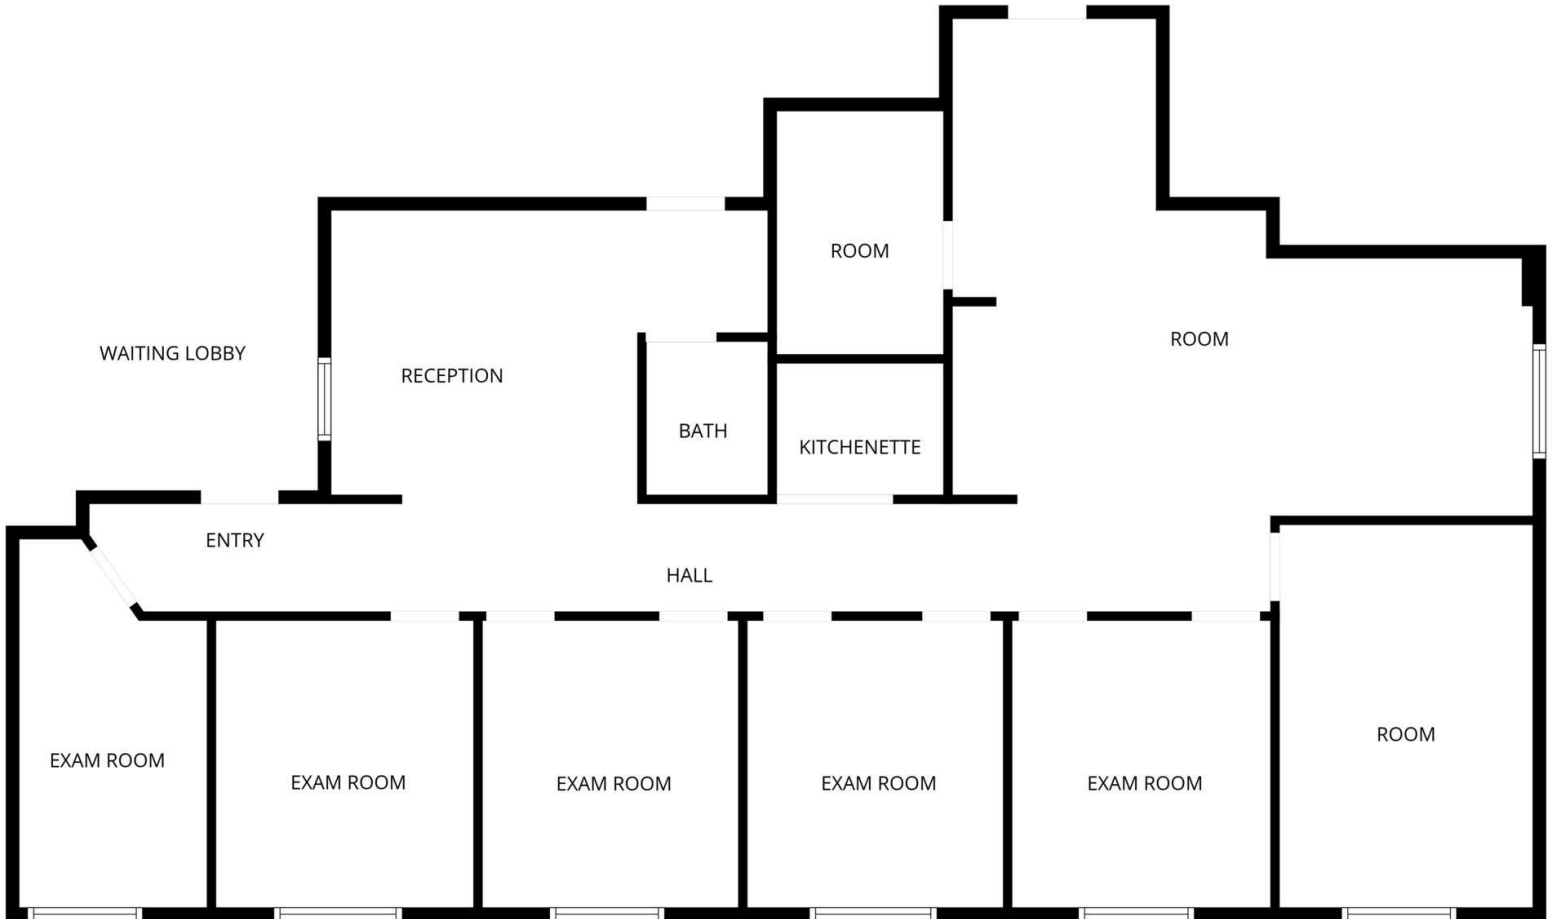 ROOM
ROOM
WAITING LOBBY
RECEPTION
BATH
KITCHENETTE
ENTRY
HALL
ROOM
EXAM ROOM
EXAM ROOM
EXAM ROOM
EXAM ROOM
EXAM ROOM